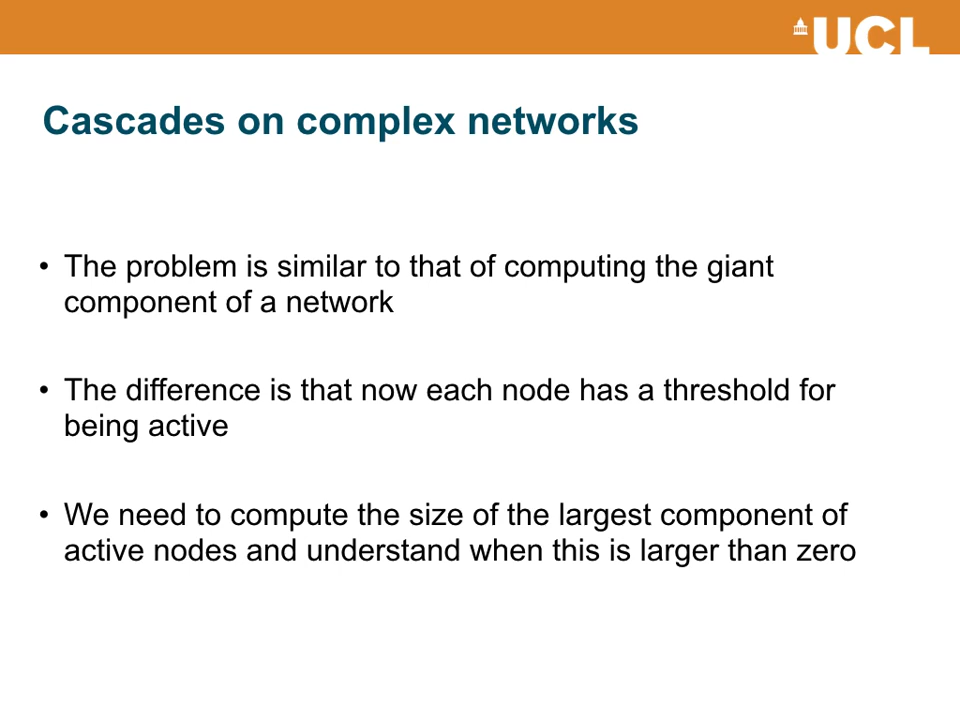 UCL
Cascades on complex networks
• The problem is similar to that of computing the giant
component of a network
• The difference is that now each node has a threshold for
being active
• We need to compute the size of the largest component of
active nodes and understand when this is larger than zero